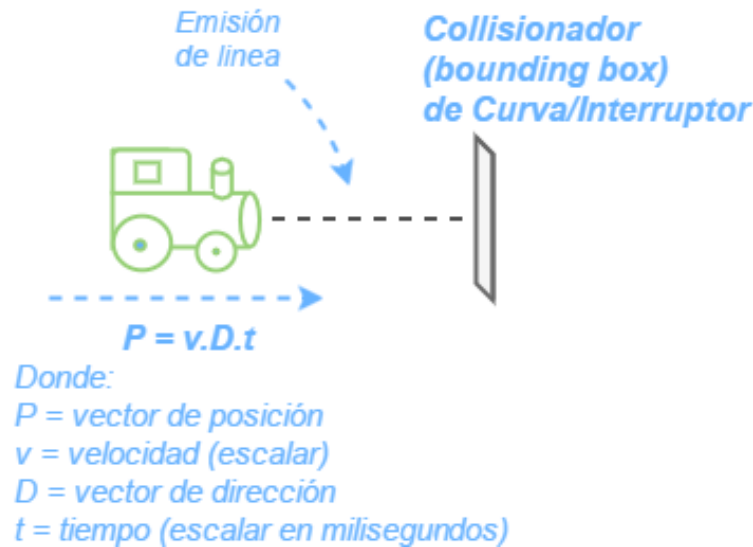 Emisión
de linea
Collisionador
(bounding box)
de Curva/Interruptor
P = v.D.t
Donde:
P = vector de posición
v = velocidad (escalar)
D = vector de dirección
t = tiempo (escalar en milisegundos)